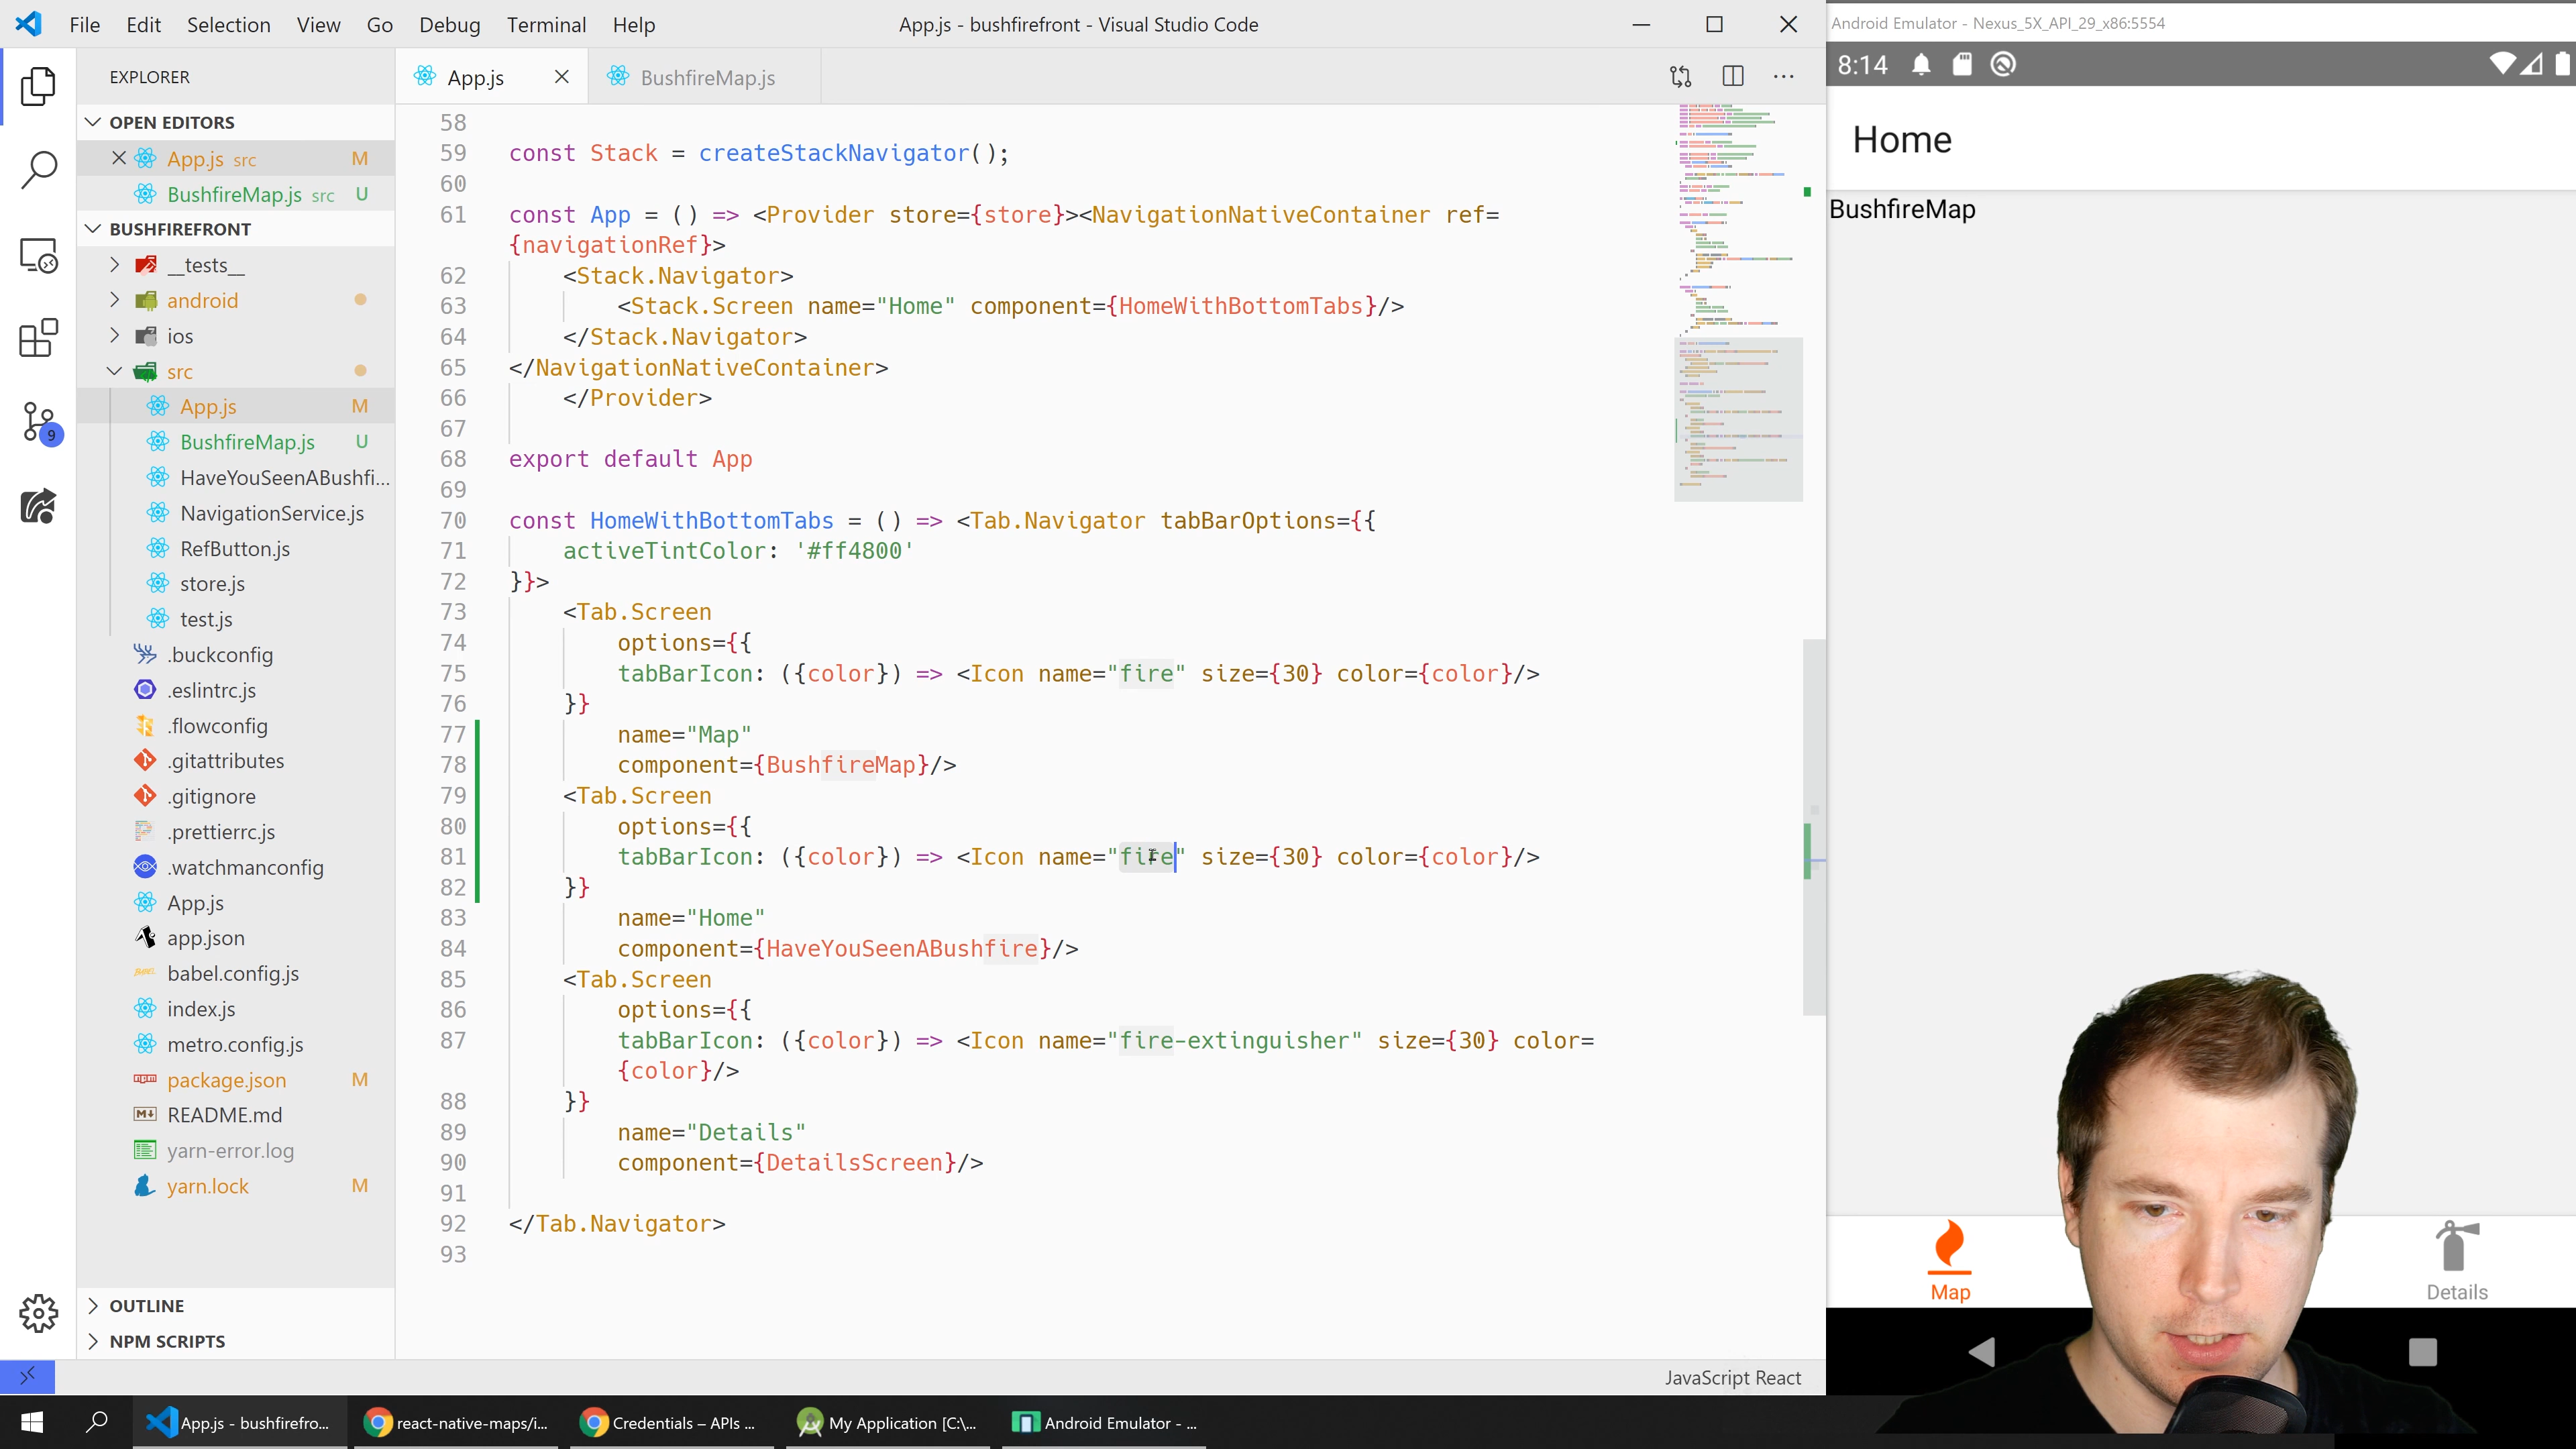 File Edit Selection View Go Debug Terminal Help
App.js - bushfirefront - Visual Studio Code
EXPLORER
OPEN EDITORS
App.js src M
BushfireMap.js src U
BUSHFIREFRONT
__tests__
android
ios
src
App.js M
BushfireMap.js U
HaveYouSeenABushfi...
NavigationService.js
RefButton.js
store.js
test.js
.buckconfig
.eslintrc.js
.flowconfig
.gitattributes
.gitignore
.prettierrc.js
.watchmanconfig
App.js
app.json
babel.config.js
index.js
metro.config.js
package.json M
README.md
yarn-error.log
yarn.lock M
OUTLINE
NPM SCRIPTS
9
App.js
BushfireMap.js
58
59 const Stack = createStackNavigator();
60
61 const App = () => <Provider store={store}><NavigationNativeContainer ref=
{navigationRef}>
62 <Stack.Navigator>
63 <Stack.Screen name="Home" component={HomeWithBottomTabs}/>
64 </Stack.Navigator>
65 </NavigationNativeContainer>
66 </Provider>
67
68 export default App
69
70 const HomeWithBottomTabs = () => <Tab.Navigator tabBarOptions={{
71 activeTintColor: '#ff4800'
72 }}>
73 <Tab.Screen
74 options={{
75 tabBarIcon: ({color}) => <Icon name="fire" size={30} color={color}/>
76 }}
77 name="Map"
78 component={BushfireMap}/>
79 <Tab.Screen
80 options={{
81 tabBarIcon: ({color}) => <Icon name="fire" size={30} color={color}/>
82 }}
83 name="Home"
84 component={HaveYouSeenABushfire}/>
85 <Tab.Screen
86 options={{
87 tabBarIcon: ({color}) => <Icon name="fire-extinguisher" size={30} color=
{color}/>
88 }}
89 name="Details"
90 component={DetailsScreen}/>
91
92 </Tab.Navigator>
93
JavaScript React
Android Emulator - Nexus_5X_API_29_x86:5554
8:14
Home
BushfireMap
Map
Details
App.js - bushfirefro...
react-native-maps/i...
Credentials – APIs ...
My Application [C:\...
Android Emulator - ...